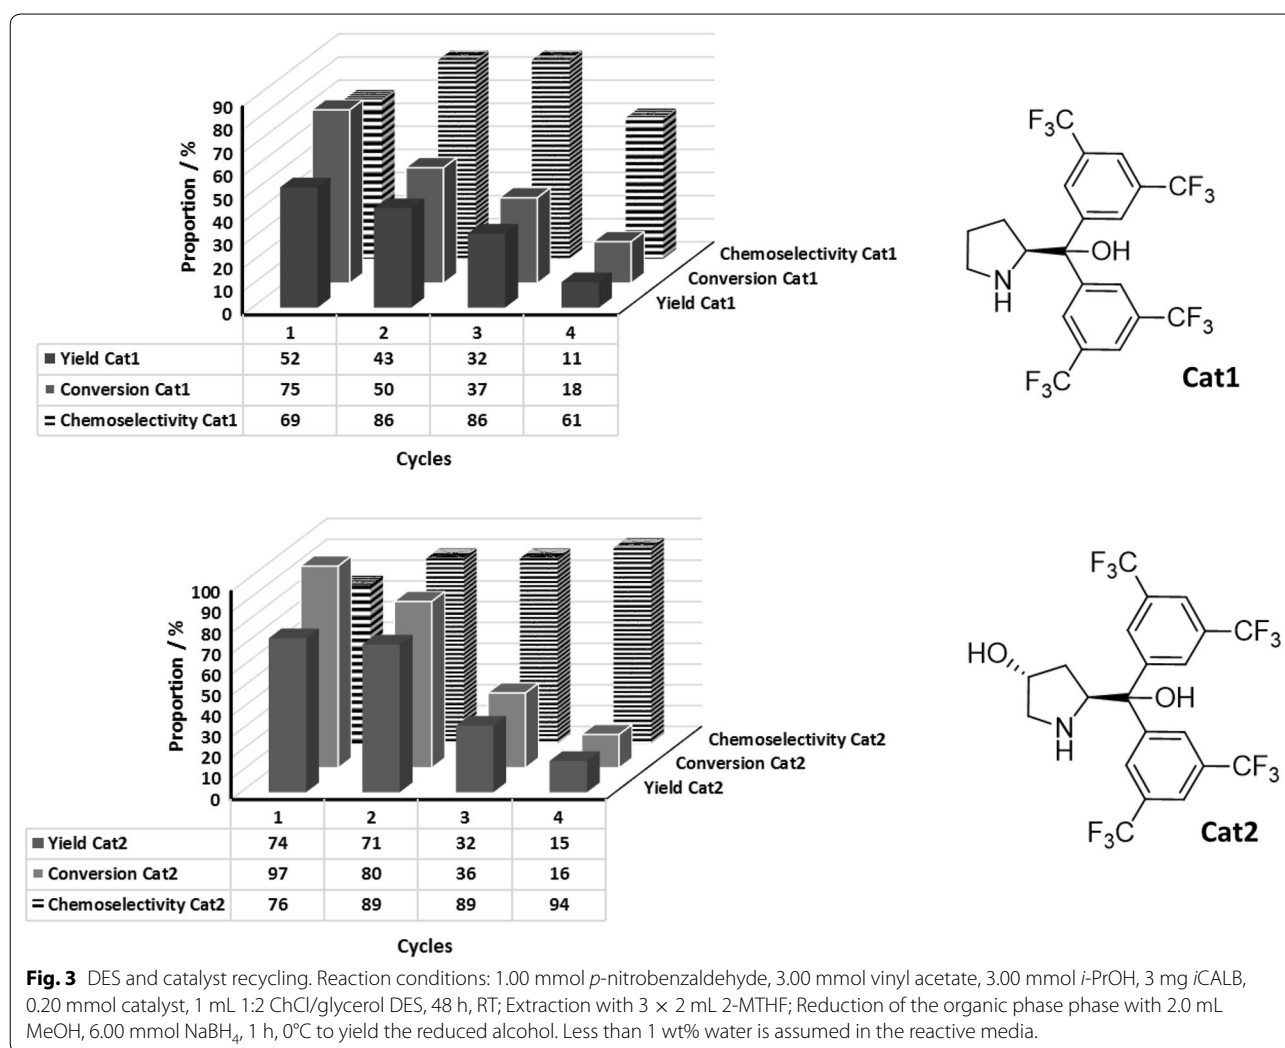 90
80
70
60
50
40
30
20
10
0
Proportion / %
Chemoselectivity Cat1
Conversion Cat1
Yield Cat1
1 2 3 4
Yield Cat1 52 43 32 11
Conversion Cat1 75 50 37 18
Chemoselectivity Cat1 69 86 86 61
Cycles
F₃C
CF₃
OH
N
H
CF₃
F₃C
Cat1
100
90
80
70
60
50
40
30
20
10
0
Proportion / %
Chemoselectivity Cat2
Conversion Cat2
Yield Cat2
1 2 3 4
Yield Cat2 74 71 32 15
Conversion Cat2 97 80 36 16
Chemoselectivity Cat2 76 89 89 94
Cycles
F₃C
CF₃
HO
OH
N
H
CF₃
F₃C
Cat2
Fig. 3 DES and catalyst recycling. Reaction conditions: 1.00 mmol p-nitrobenzaldehyde, 3.00 mmol vinyl acetate, 3.00 mmol i-PrOH, 3 mg iCALB,
0.20 mmol catalyst, 1 mL 1:2 ChCl/glycerol DES, 48 h, RT; Extraction with 3 × 2 mL 2-MTHF; Reduction of the organic phase phase with 2.0 mL
MeOH, 6.00 mmol NaBH₄, 1 h, 0°C to yield the reduced alcohol. Less than 1 wt% water is assumed in the reactive media.